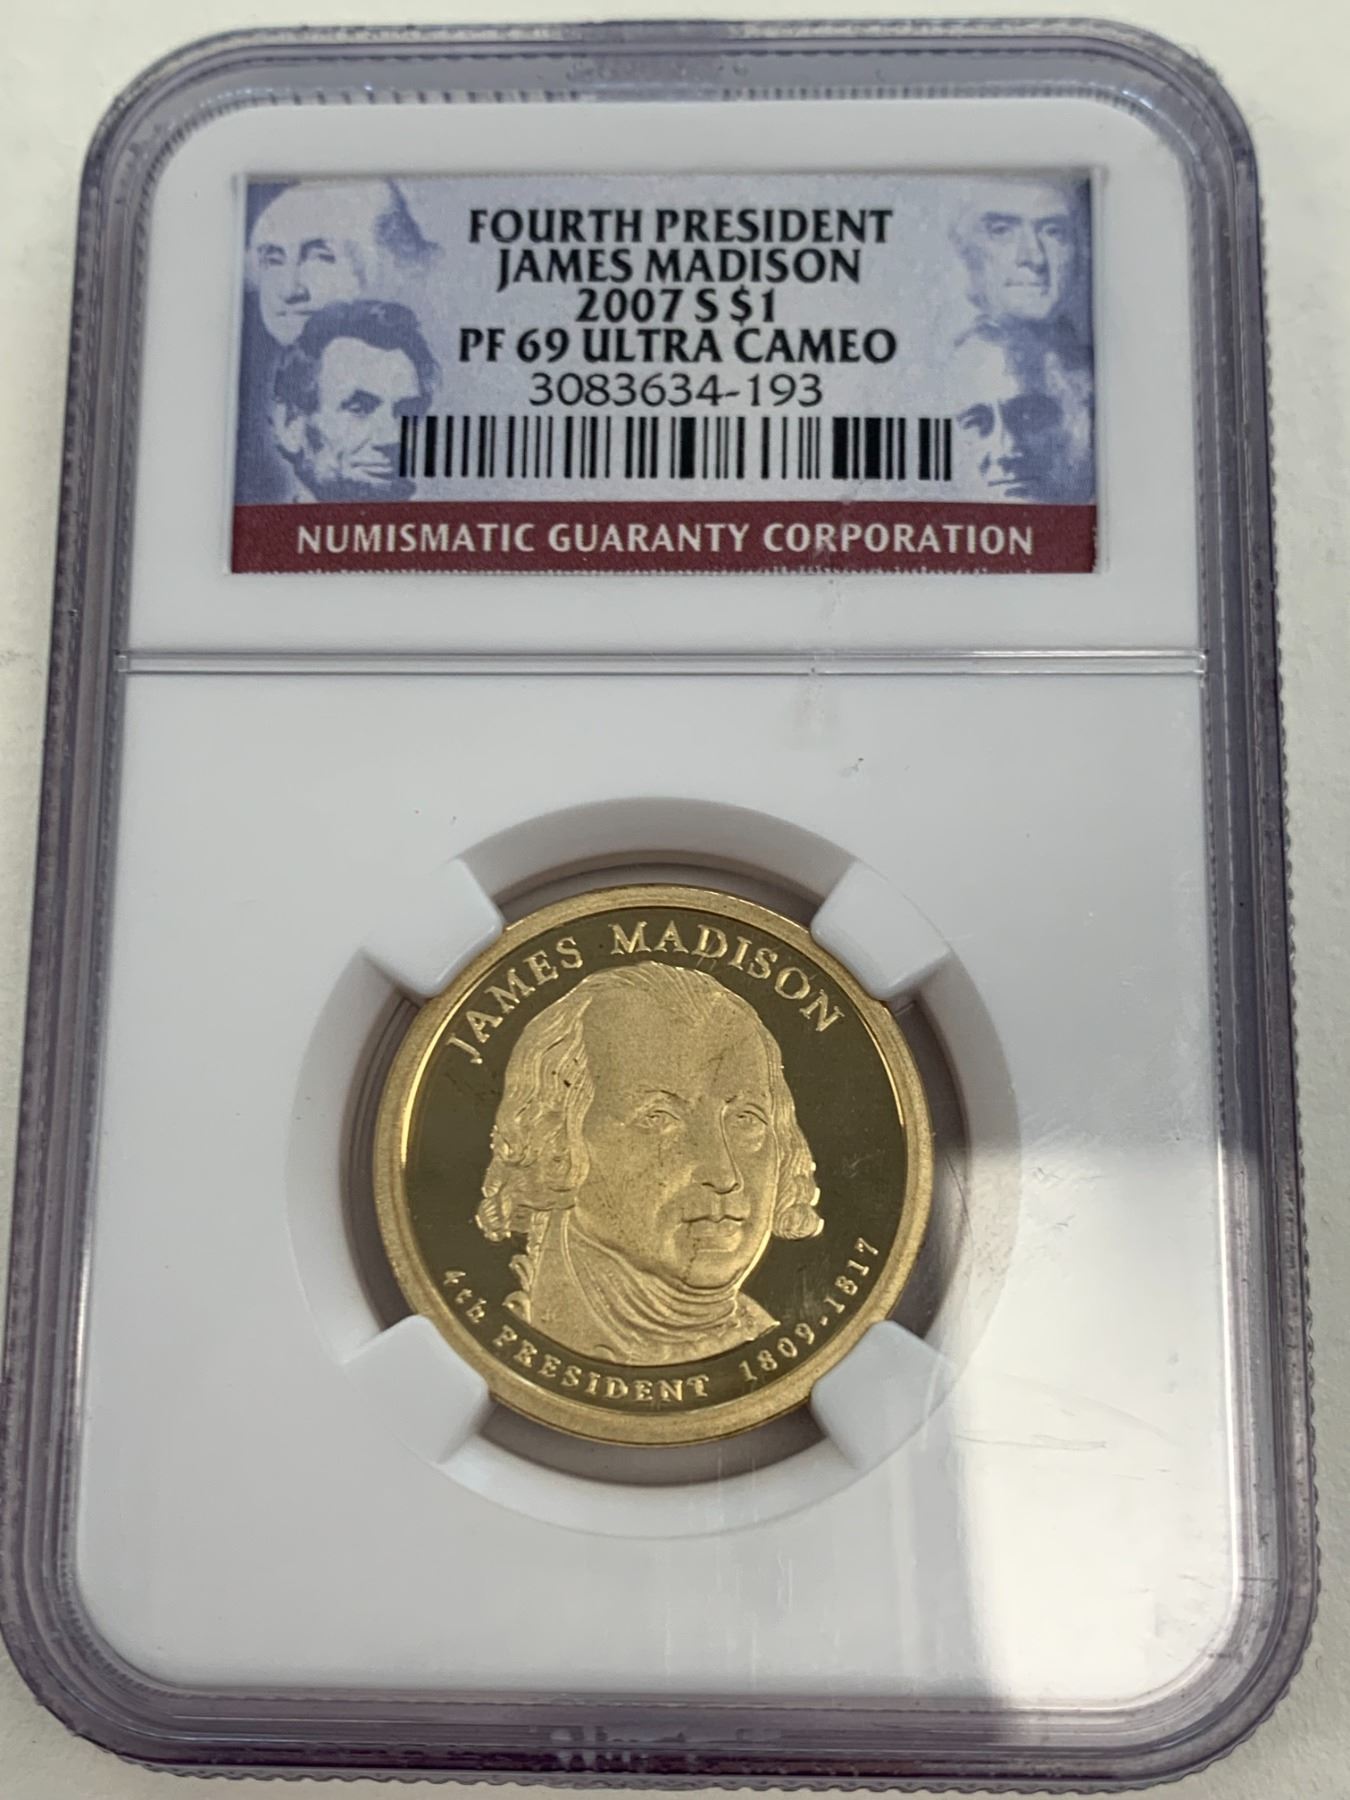 FOURTH PRESIDENT
JAMES MADISON
2007 S $1
PF 69 ULTRA CAMEO
3083634-193
NUMISMATIC GUARANTY CORPORATION
JAMES MADISON
4th PRESIDENT 1809-1817